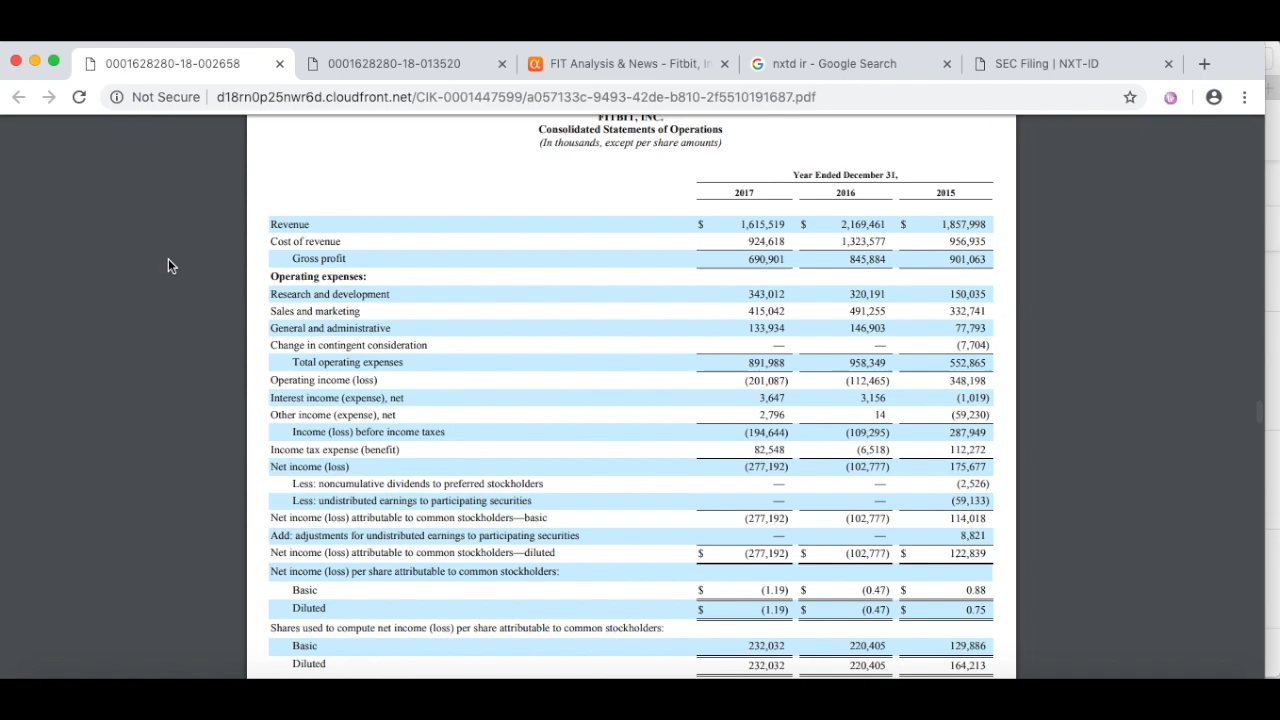 0001628280-18-002658
0001628280-18-013520
FIT Analysis & News - Fitbit, In
nxtd ir - Google Search
SEC Filing | NXT-ID
Not Secure | d18rn0p25nwr6d.cloudfront.net/CIK-0001447599/a057133c-9493-42de-b810-2f5510191687.pdf
FITBIT, INC.
Consolidated Statements of Operations
(In thousands, except per share amounts)
Year Ended December 31,
2017 2016 2015
Revenue $ 1,615,519 $ 2,169,461 $ 1,857,998
Cost of revenue 924,618 1,323,577 956,935
Gross profit 690,901 845,884 901,063
Operating expenses:
Research and development 343,012 320,191 150,035
Sales and marketing 415,042 491,255 332,741
General and administrative 133,934 146,903 77,793
Change in contingent consideration — — (7,704)
Total operating expenses 891,988 958,349 552,865
Operating income (loss) (201,087) (112,465) 348,198
Interest income (expense), net 3,647 3,156 (1,019)
Other income (expense), net 2,796 14 (59,230)
Income (loss) before income taxes (194,644) (109,295) 287,949
Income tax expense (benefit) 82,548 (6,518) 112,272
Net income (loss) (277,192) (102,777) 175,677
Less: noncumulative dividends to preferred stockholders — — (2,526)
Less: undistributed earnings to participating securities — — (59,133)
Net income (loss) attributable to common stockholders—basic (277,192) (102,777) 114,018
Add: adjustments for undistributed earnings to participating securities — — 8,821
Net income (loss) attributable to common stockholders—diluted $ (277,192) $ (102,777) $ 122,839
Net income (loss) per share attributable to common stockholders:
Basic $ (1.19) $ (0.47) $ 0.88
Diluted $ (1.19) $ (0.47) $ 0.75
Shares used to compute net income (loss) per share attributable to common stockholders:
Basic 232,032 220,405 129,886
Diluted 232,032 220,405 164,213